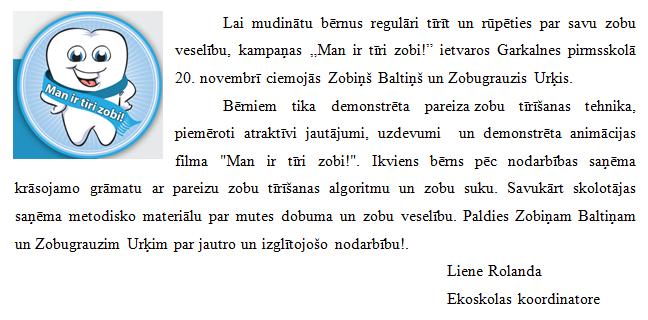 Man ir tīri zobi!
Lai mudinātu bērnus regulāri tīrīt un rūpēties par savu zobu
veselību, kampaņas „Man ir tīri zobi!” ietvaros Garkalnes pirmsskolā
20. novembrī ciemojās Zobiņš Baltiņš un Zobugrauzis Urķis.
Bērniem tika demonstrēta pareiza zobu tīrīšanas tehnika,
piemēroti atraktīvi jautājumi, uzdevumi un demonstrēta animācijas
filma "Man ir tīri zobi!". Ikviens bērns pēc nodarbības saņēma
krāsojamo grāmatu ar pareizu zobu tīrīšanas algoritmu un zobu suku. Savukārt skolotājas
saņēma metodisko materiālu par mutes dobuma un zobu veselību. Paldies Zobiņam Baltiņam
un Zobugrauzim Urķim par jautro un izglītojošo nodarbību!.
Liene Rolanda
Ekoskolas koordinatore